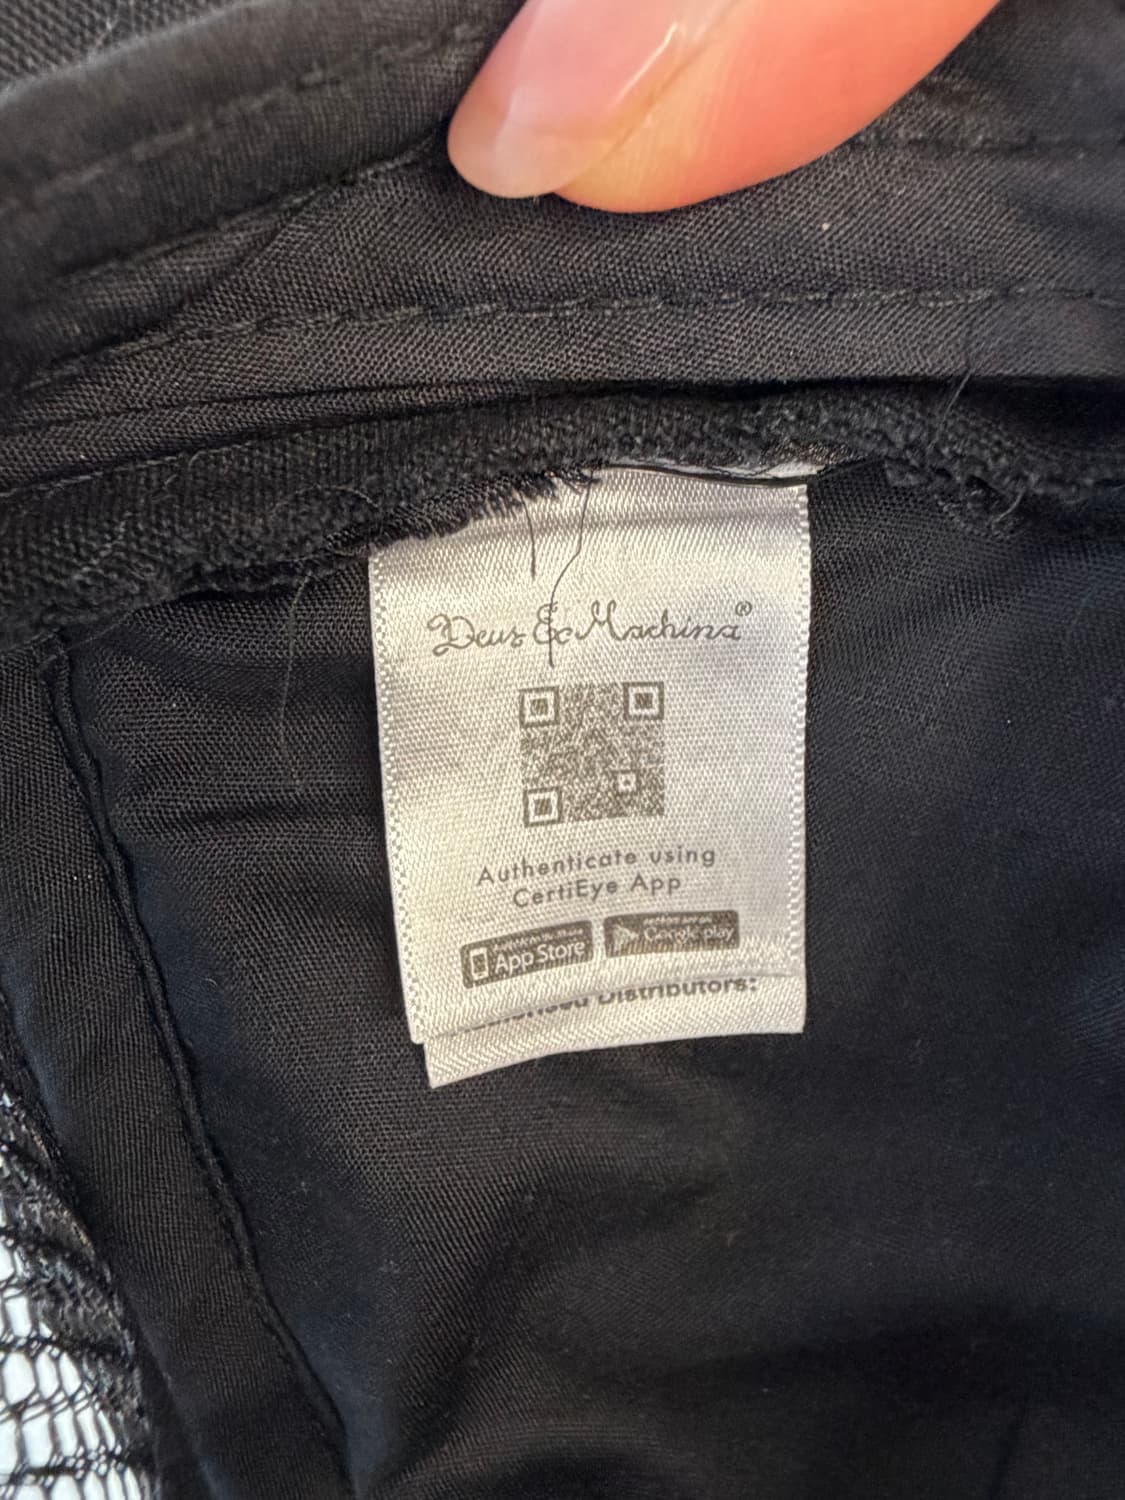 Deus Ex Machina®
Authenticate using
CertiEye App
App Store
Google play
Distributors: